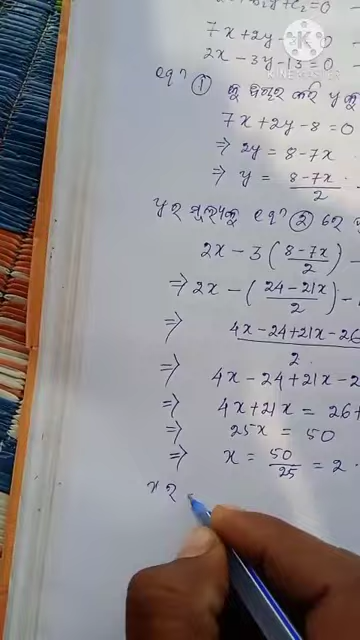 7x + 2y - 8 = 0
2x - 3y - 13 = 0
eqⁿ ① କୁ
7x + 2y - 8 = 0
⇒ 2y = 8 - 7x
⇒ y = (8 - 7x)/2
eqⁿ ② ରେ
2x - 3 ( (8 - 7x)/2 ) -
⇒ 2x - ( (24 - 21x)/2 ) -
⇒ (4x - 24 + 21x - 26)/2
⇒ 4x - 24 + 21x - 2
⇒ 4x + 21x = 26 +
⇒ 25x = 50
⇒ x = 50/25 = 2
x ର